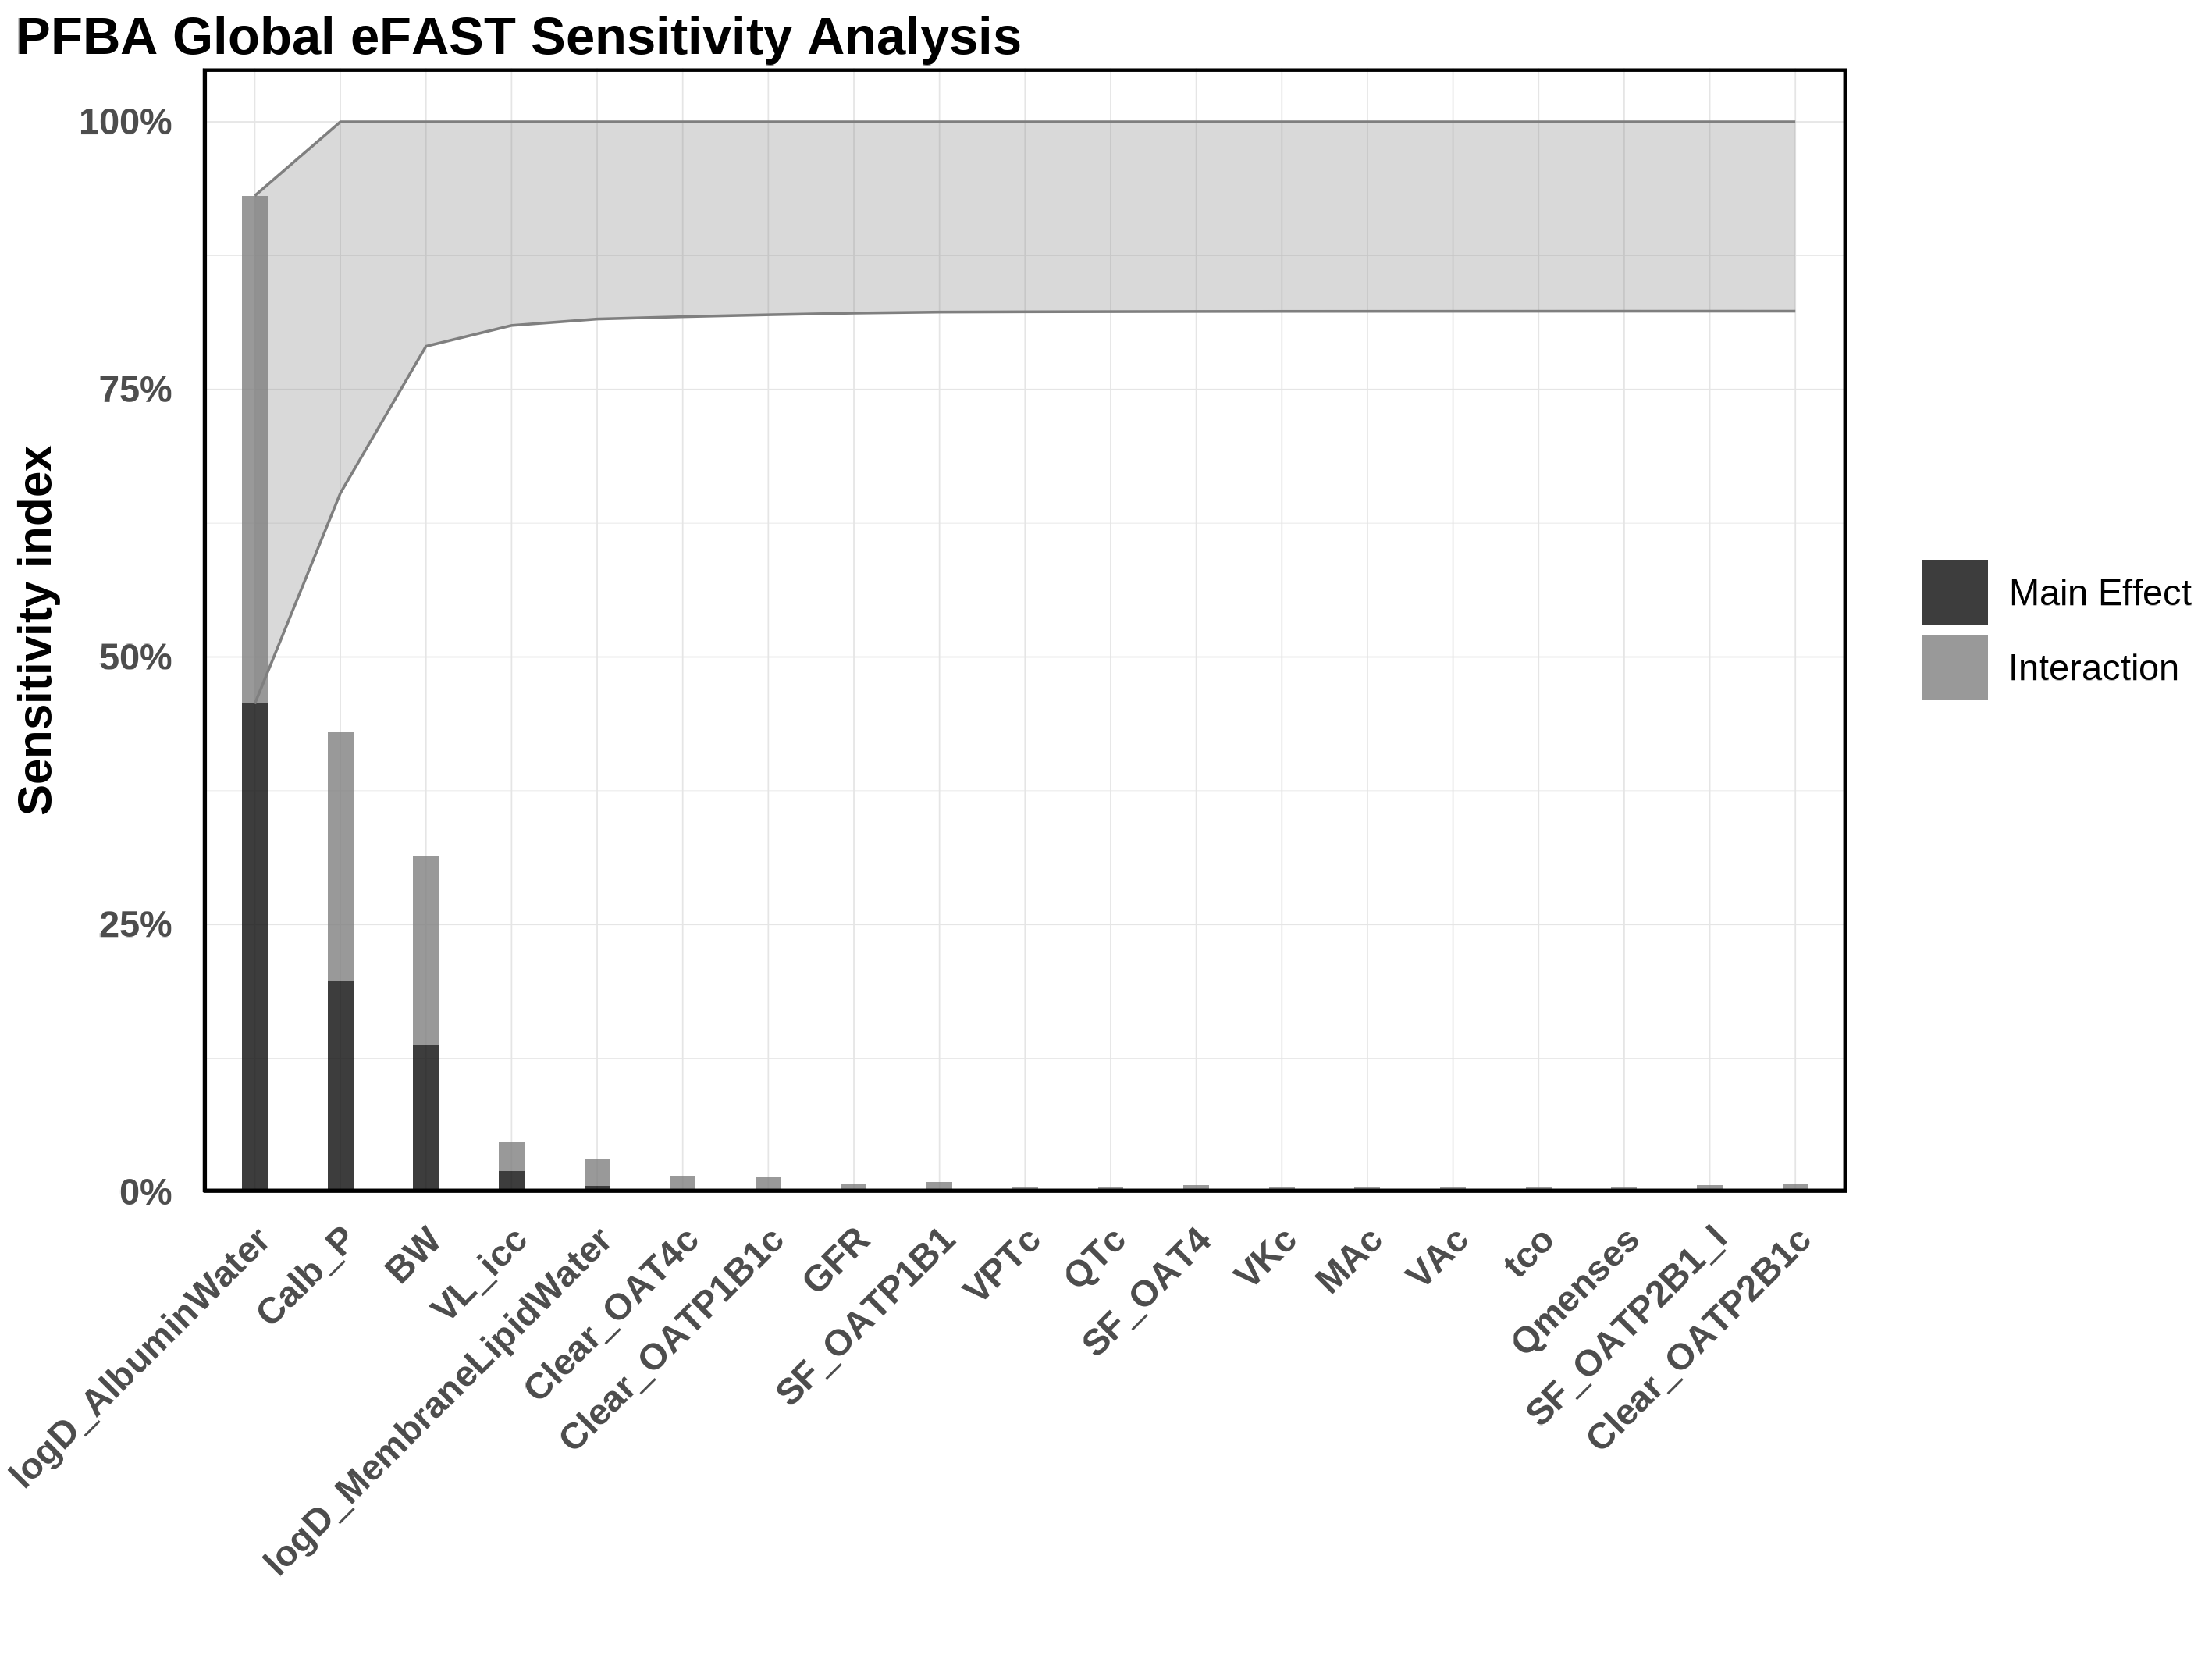 PFBA Global eFAST Sensitivity Analysis
100%
75%
50%
25%
0%
Sensitivity index
Main Effect
Interaction
logD_AlbuminWater
Calb_P
BW
VL_icc
logD_MembraneLipidWater
Clear_OAT4c
Clear_OATP1B1c
GFR
SF_OATP1B1
VPTc
QTc
SF_OAT4
VKc
MAc
VAc
tco
Qmenses
SF_OATP2B1_I
Clear_OATP2B1c